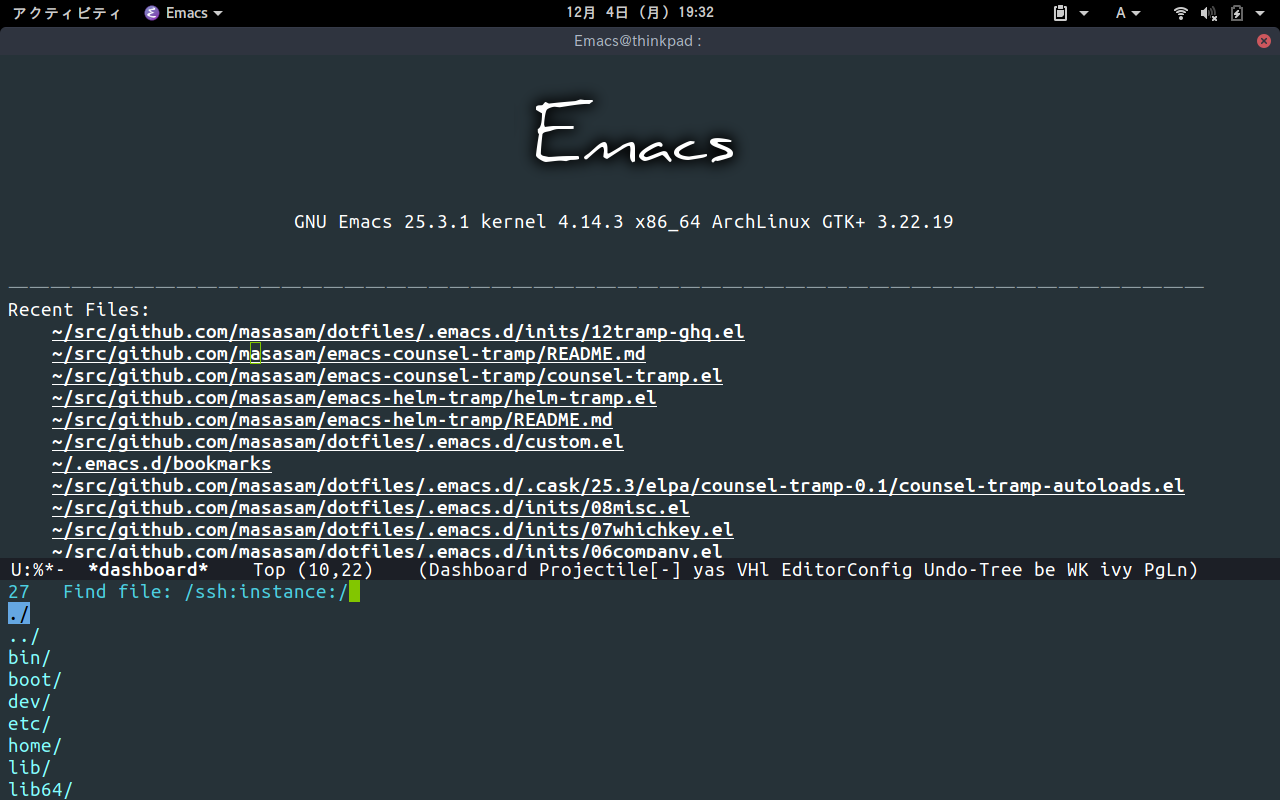 アクティビティ Emacs 12月 4日 (月) 19:32 A
Emacs@thinkpad :
Emacs
GNU Emacs 25.3.1 kernel 4.14.3 x86_64 ArchLinux GTK+ 3.22.19
Recent Files:
~/src/github.com/masasam/dotfiles/.emacs.d/inits/12tramp-ghq.el
~/src/github.com/masasam/emacs-counsel-tramp/README.md
~/src/github.com/masasam/emacs-counsel-tramp/counsel-tramp.el
~/src/github.com/masasam/emacs-helm-tramp/helm-tramp.el
~/src/github.com/masasam/emacs-helm-tramp/README.md
~/src/github.com/masasam/dotfiles/.emacs.d/custom.el
~/.emacs.d/bookmarks
~/src/github.com/masasam/dotfiles/.emacs.d/.cask/25.3/elpa/counsel-tramp-0.1/counsel-tramp-autoloads.el
~/src/github.com/masasam/dotfiles/.emacs.d/inits/08misc.el
~/src/github.com/masasam/dotfiles/.emacs.d/inits/07whichkey.el
~/src/github.com/masasam/dotfiles/.emacs.d/inits/06company.el
U:%*- *dashboard* Top (10,22) (Dashboard Projectile[-] yas VHl EditorConfig Undo-Tree be WK ivy PgLn)
27 Find file: /ssh:instance:/
./
../
bin/
boot/
dev/
etc/
home/
lib/
lib64/